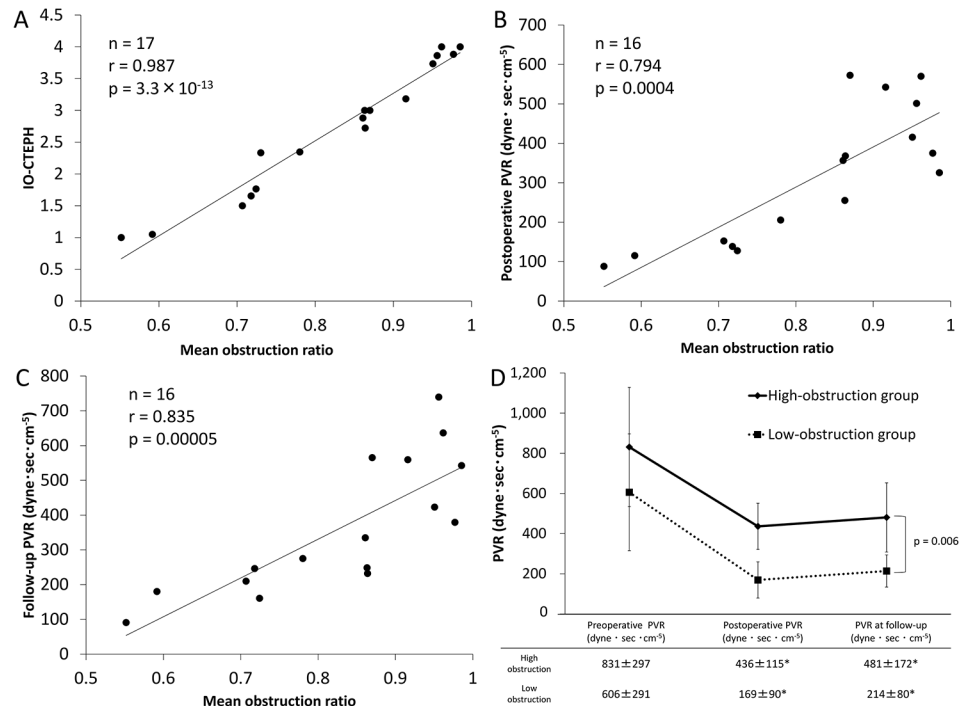 A
n = 17
r = 0.987
p = 3.3 × 10⁻¹³
IO-CTEPH
4.5
4
3.5
3
2.5
2
1.5
1
0.5
0
0.5
0.6
0.7
0.8
0.9
1
Mean obstruction ratio
B
n = 16
r = 0.794
p = 0.0004
Postoperative PVR (dyne・sec・cm⁻⁵)
700
600
500
400
300
200
100
0
0.5
0.6
0.7
0.8
0.9
1
Mean obstruction ratio
C
n = 16
r = 0.835
p = 0.00005
Follow-up PVR (dyne・sec・cm⁻⁵)
800
700
600
500
400
300
200
100
0
0.5
0.6
0.7
0.8
0.9
1
Mean obstruction ratio
D
PVR (dyne・sec・cm⁻⁵)
1,200
1,000
800
600
400
200
0
High-obstruction group
Low-obstruction group
p = 0.006
Preoperative PVR
(dyne・sec・cm⁻⁵)
Postoperative PVR
(dyne・sec・cm⁻⁵)
PVR at follow-up
(dyne・sec・cm⁻⁵)
High
obstruction
831±297
436±115*
481±172*
Low
obstruction
606±291
169±90*
214±80*